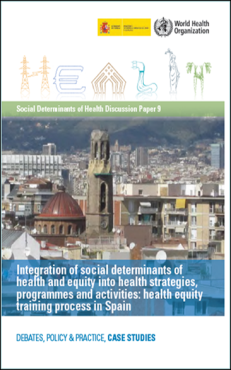 World Health
Organization
HEALTH
Social Determinants of Health Discussion Paper 9
Integration of social determinants of
health and equity into health strategies,
programmes and activities: health equity
training process in Spain
DEBATES, POLICY & PRACTICE, CASE STUDIES